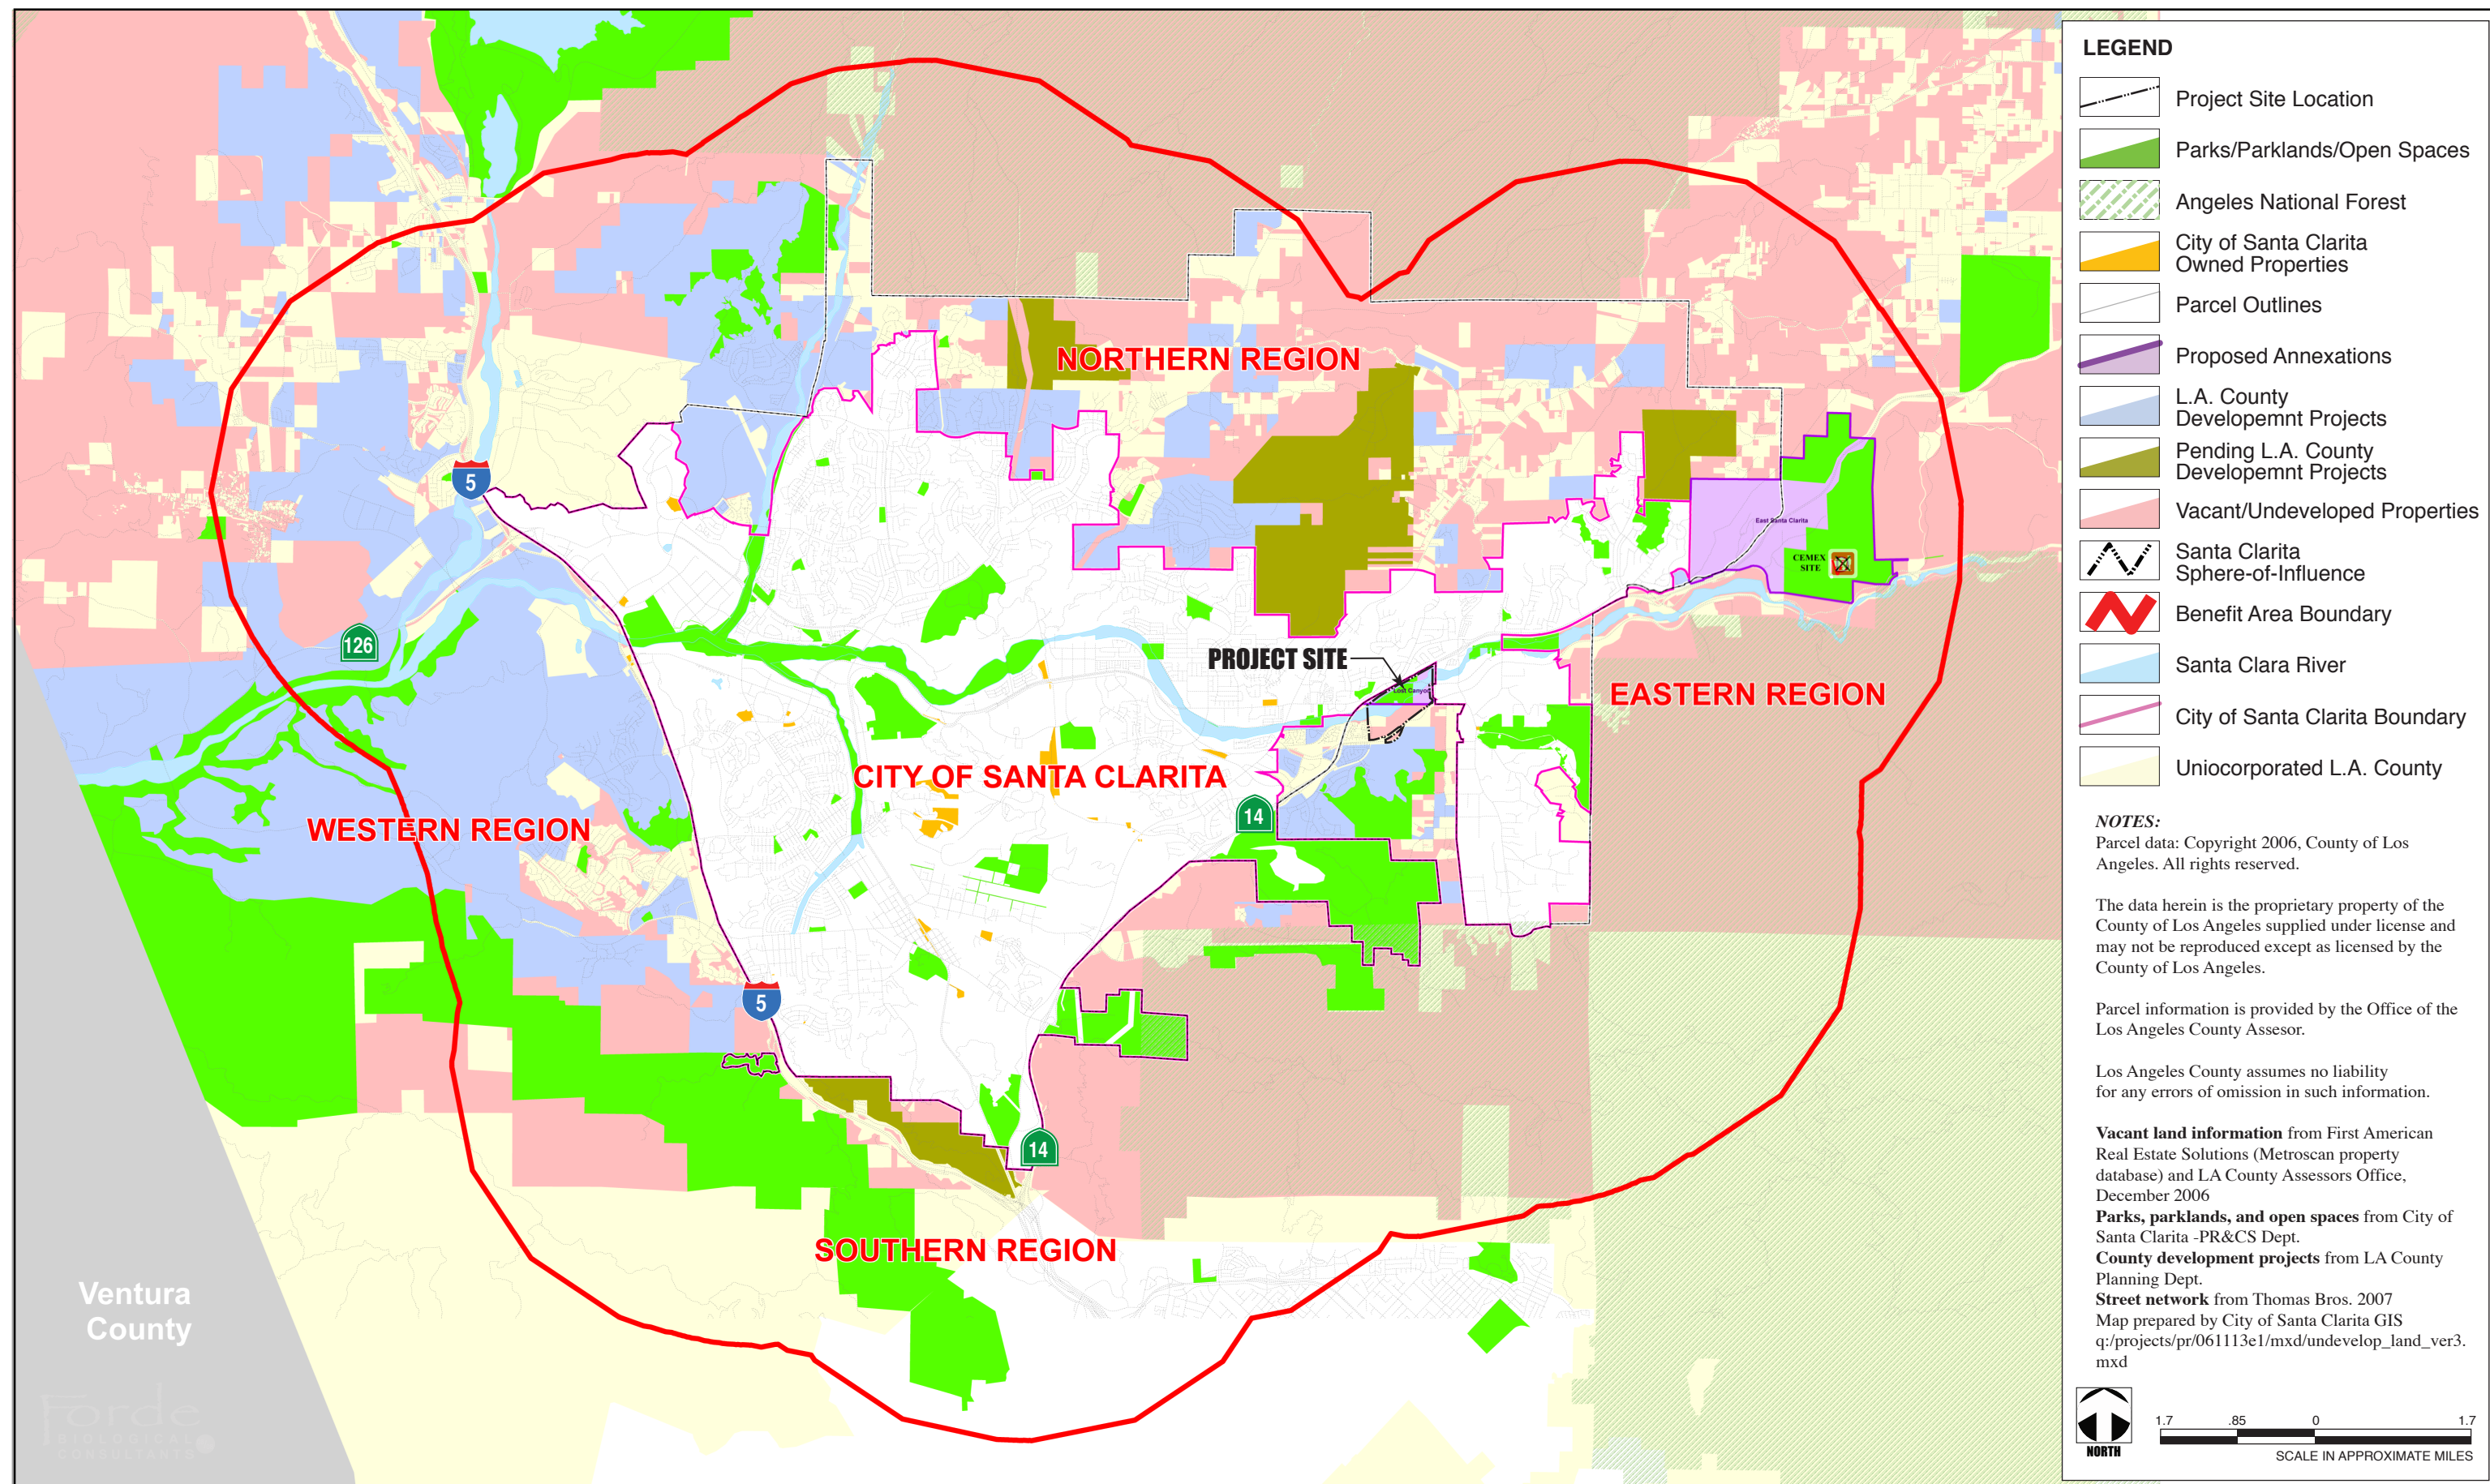 NORTHERN REGION
5
East Santa Clarita
CEMEX
SITE
126
PROJECT SITE
Lost Canyon
EASTERN REGION
CITY OF SANTA CLARITA
14
WESTERN REGION
5
14
SOUTHERN REGION
Ventura
County
Forde
BIOLOGICAL
CONSULTANTS
LEGEND
Project Site Location
Parks/Parklands/Open Spaces
Angeles National Forest
City of Santa Clarita
Owned Properties
Parcel Outlines
Proposed Annexations
L.A. County
Developemnt Projects
Pending L.A. County
Developemnt Projects
Vacant/Undeveloped Properties
Santa Clarita
Sphere-of-Influence
Benefit Area Boundary
Santa Clara River
City of Santa Clarita Boundary
Uniocorporated L.A. County
NOTES:
Parcel data: Copyright 2006, County of Los
Angeles. All rights reserved.
The data herein is the proprietary property of the
County of Los Angeles supplied under license and
may not be reproduced except as licensed by the
County of Los Angeles.
Parcel information is provided by the Office of the
Los Angeles County Assesor.
Los Angeles County assumes no liability
for any errors of omission in such information.
Vacant land information from First American
Real Estate Solutions (Metroscan property
database) and LA County Assessors Office,
December 2006
Parks, parklands, and open spaces from City of
Santa Clarita -PR&CS Dept.
County development projects from LA County
Planning Dept.
Street network from Thomas Bros. 2007
Map prepared by City of Santa Clarita GIS
q:/projects/pr/061113e1/mxd/undevelop_land_ver3.
mxd
NORTH
1.7 .85 0 1.7
SCALE IN APPROXIMATE MILES